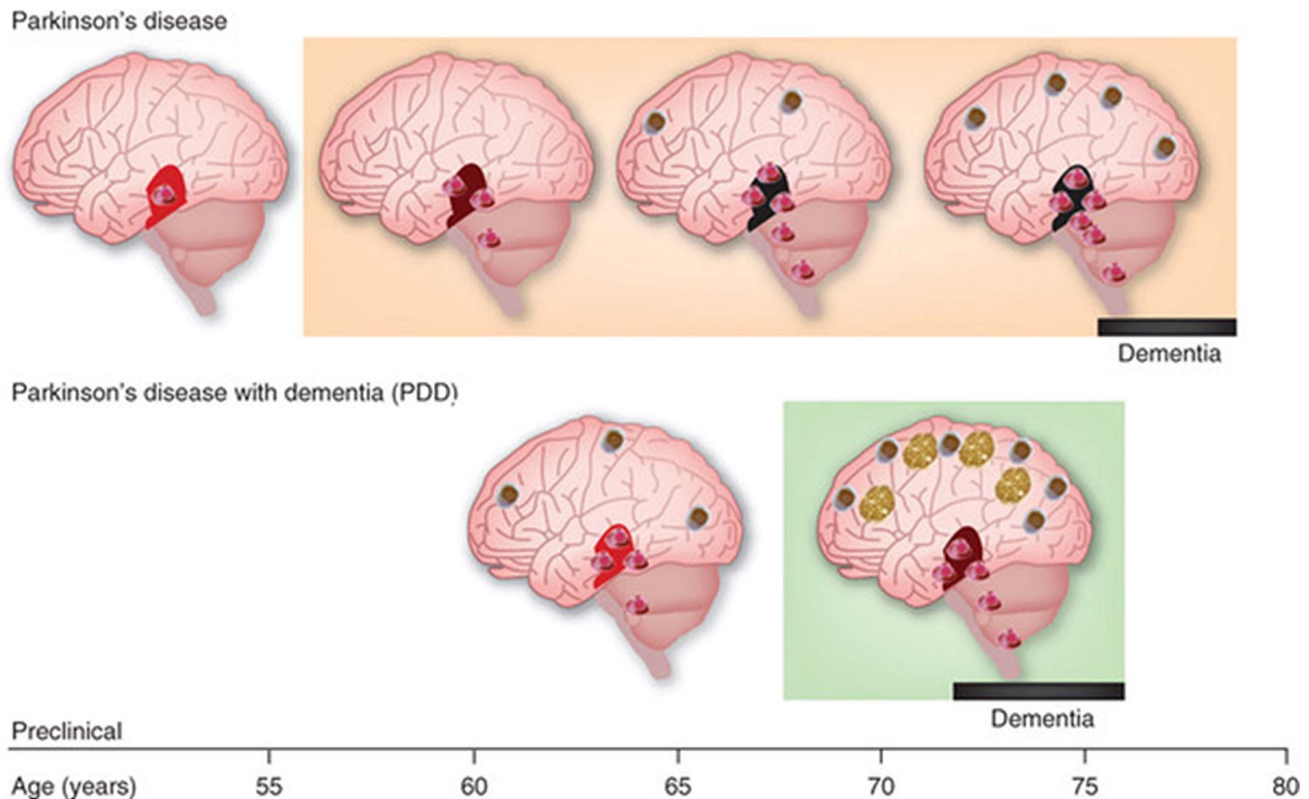 Parkinson's disease
Dementia
Parkinson's disease with dementia (PDD)
Dementia
Preclinical
Age (years) 55 60 65 70 75 80